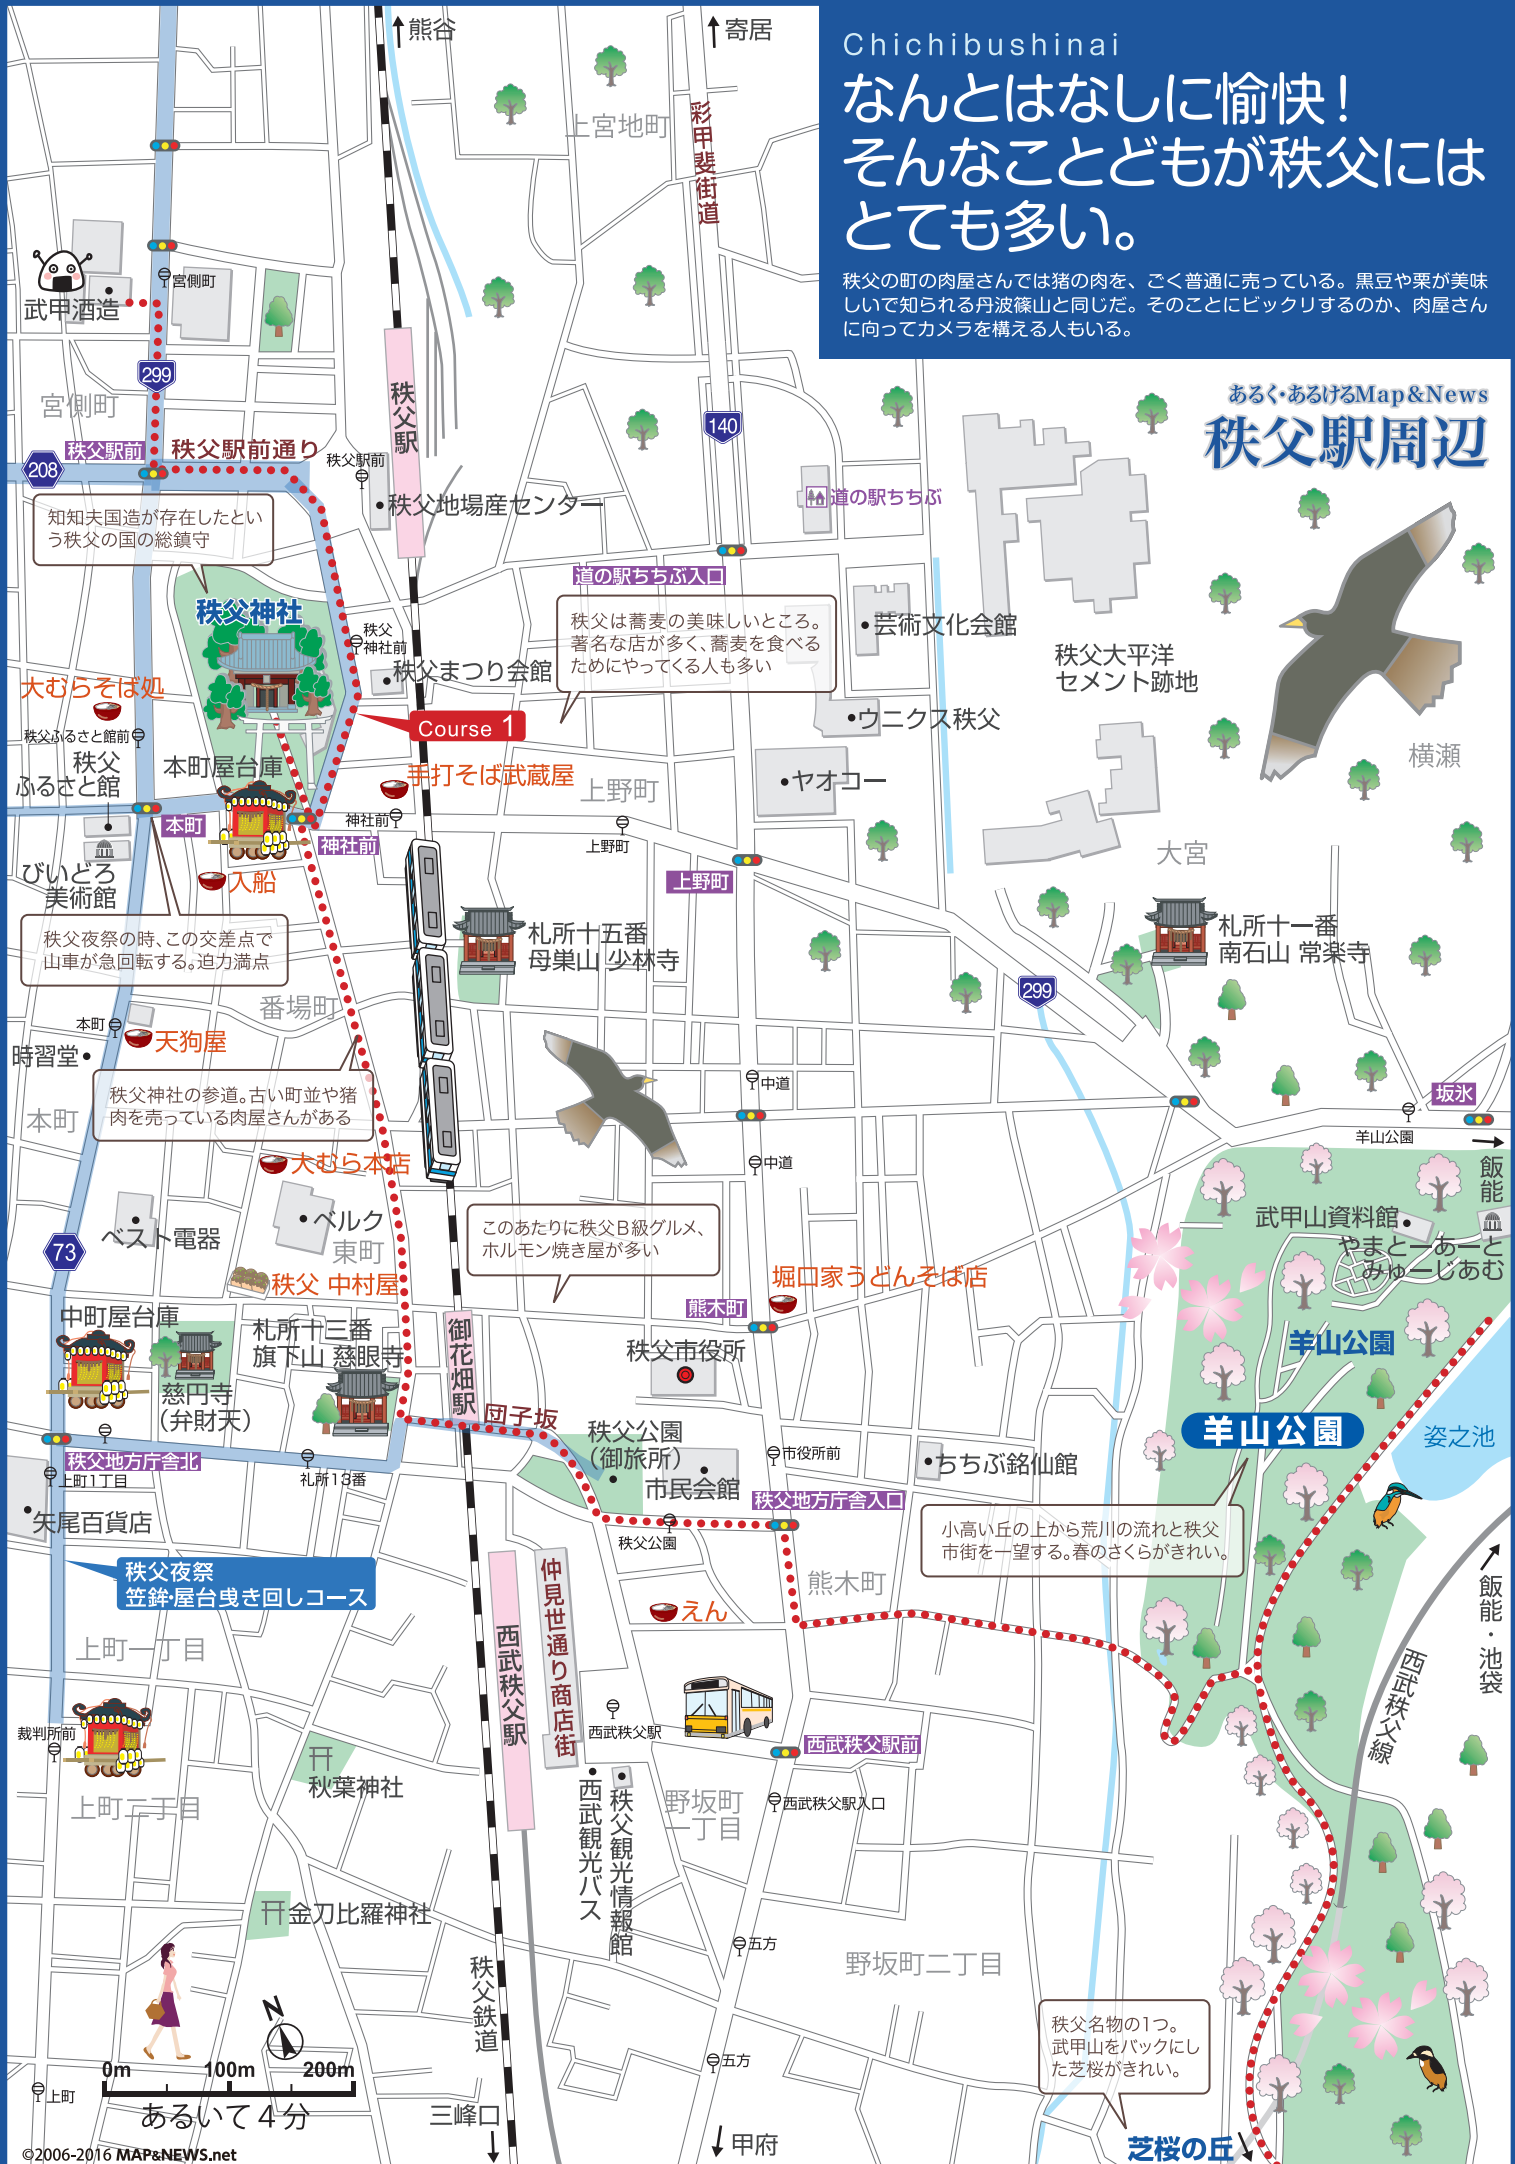 Chichibushinai
なんとはなしに愉快！
そんなことどもが秩父には
とても多い。
秩父の町の肉屋さんでは猪の肉を、ごく普通に売っている。黒豆や栗が美味
しいで知られる丹波篠山と同じだ。そのことにビックリするのか、肉屋さん
に向ってカメラを構える人もいる。
あるく・あるけるMap&News
秩父駅周辺
熊谷
寄居
上宮地町
彩甲斐街道
宮側町
武甲酒造
299
宮側町
秩父駅前
秩父駅前通り
208
秩父駅前
秩父駅
140
秩父地場産センター
道の駅ちちぶ
知知夫国造が存在したとい
う秩父の国の総鎮守
道の駅ちちぶ入口
秩父神社
秩父
神社前
秩父は蕎麦の美味しいところ。
著名な店が多く、蕎麦を食べる
ためにやってくる人も多い
芸術文化会館
秩父大平洋
セメント跡地
秩父まつり会館
大むらそば処
Course 1
ウニクス秩父
秩父ふるさと館前
秩父
ふるさと館
本町屋台庫
手打そば武蔵屋
上野町
ヤオコー
横瀬
本町
神社前
神社前
上野町
大宮
びいどろ
美術館
入船
上野町
秩父夜祭の時、この交差点で
山車が急回転する。迫力満点
札所十五番
母巣山 少林寺
札所十一番
南石山 常楽寺
番場町
299
本町
天狗屋
時習堂
秩父神社の参道。古い町並や猪
肉を売っている肉屋さんがある
中道
坂氷
本町
羊山公園
飯能
大むら本店
中道
ベスト電器
ベルク
東町
このあたりに秩父B級グルメ、
ホルモン焼き屋が多い
武甲山資料館
やまとーあーと
みゅーじあむ
73
秩父 中村屋
堀口家うどんそば店
熊木町
中町屋台庫
札所十三番
旗下山 慈眼寺
御花畑駅
秩父市役所
羊山公園
慈円寺
（弁財天）
団子坂
秩父公園
（御旅所）
羊山公園
姿之池
秩父地方庁舎北
上町1丁目
礼所13番
市民会館
市役所前
ちちぶ銘仙館
矢尾百貨店
秩父地方庁舎入口
小高い丘の上から荒川の流れと秩父
市街を一望する。春のさくらがきれい。
秩父公園
秩父夜祭
笠鉾・屋台曳き回しコース
仲見世通り商店街
熊木町
飯能・池袋
えん
上町一丁目
西武秩父駅
西武秩父線
裁判所前
西武秩父駅
西武秩父駅前
秋葉神社
上町二丁目
西武観光バス
秩父観光情報館
野坂町
一丁目
西武秩父駅入口
金刀比羅神社
五方
野坂町二丁目
秩父鉄道
秩父名物の1つ。
武甲山をバックにし
た芝桜がきれい。
N
0m 100m 200m
あるいて４分
上町
五方
三峰口
甲府
芝桜の丘
©2006-2016 MAP&NEWS.net